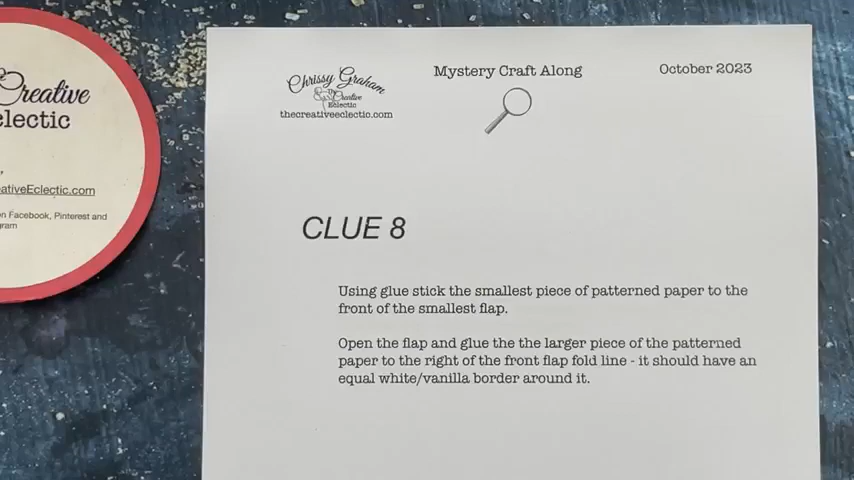 Creative
clectic
ativeEclectic.com
n Facebook, Pinterest and
gram
Chrissy Graham
The
Creative
Eclectic
thecreativeeclectic.com
Mystery Craft Along
October 2023
CLUE 8
Using glue stick the smallest piece of patterned paper to the
front of the smallest flap.
Open the flap and glue the the larger piece of the patterned
paper to the right of the front flap fold line - it should have an
equal white/vanilla border around it.